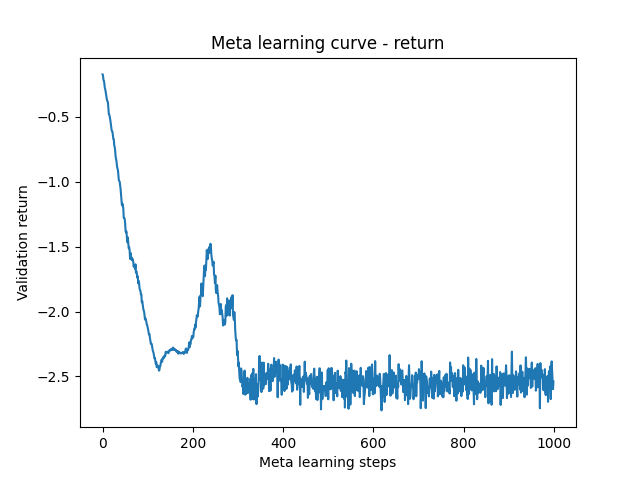 Meta learning curve - return
Validation return
−0.5
−1.0
−1.5
−2.0
−2.5
0 200 400 600 800 1000
Meta learning steps